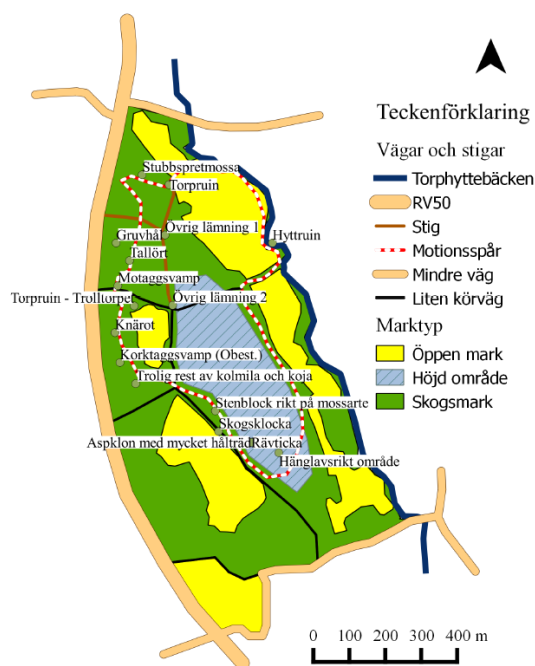 Teckenförklaring
Vägar och stigar
Torphyttebäcken
RV50
Stig
Motionsspår
Mindre väg
Liten körväg
Marktyp
Öppen mark
Höjd område
Skogsmark
Stubbspretmossa
Torpruin
Övrig lämning 1
Gruvhål
Hyttruin
Tallört
Motaggsvamp
Torpruin - Trolltorpet
Övrig lämning 2
Knärot
Korktaggsvamp (Obest.)
Trolig rest av kolmila och koja
Stenblock rikt på mossarte
Skogsklocka
Aspklon med mycket hålträd
Rävticka
Hänglavsrikt område
0 100 200 300 400 m